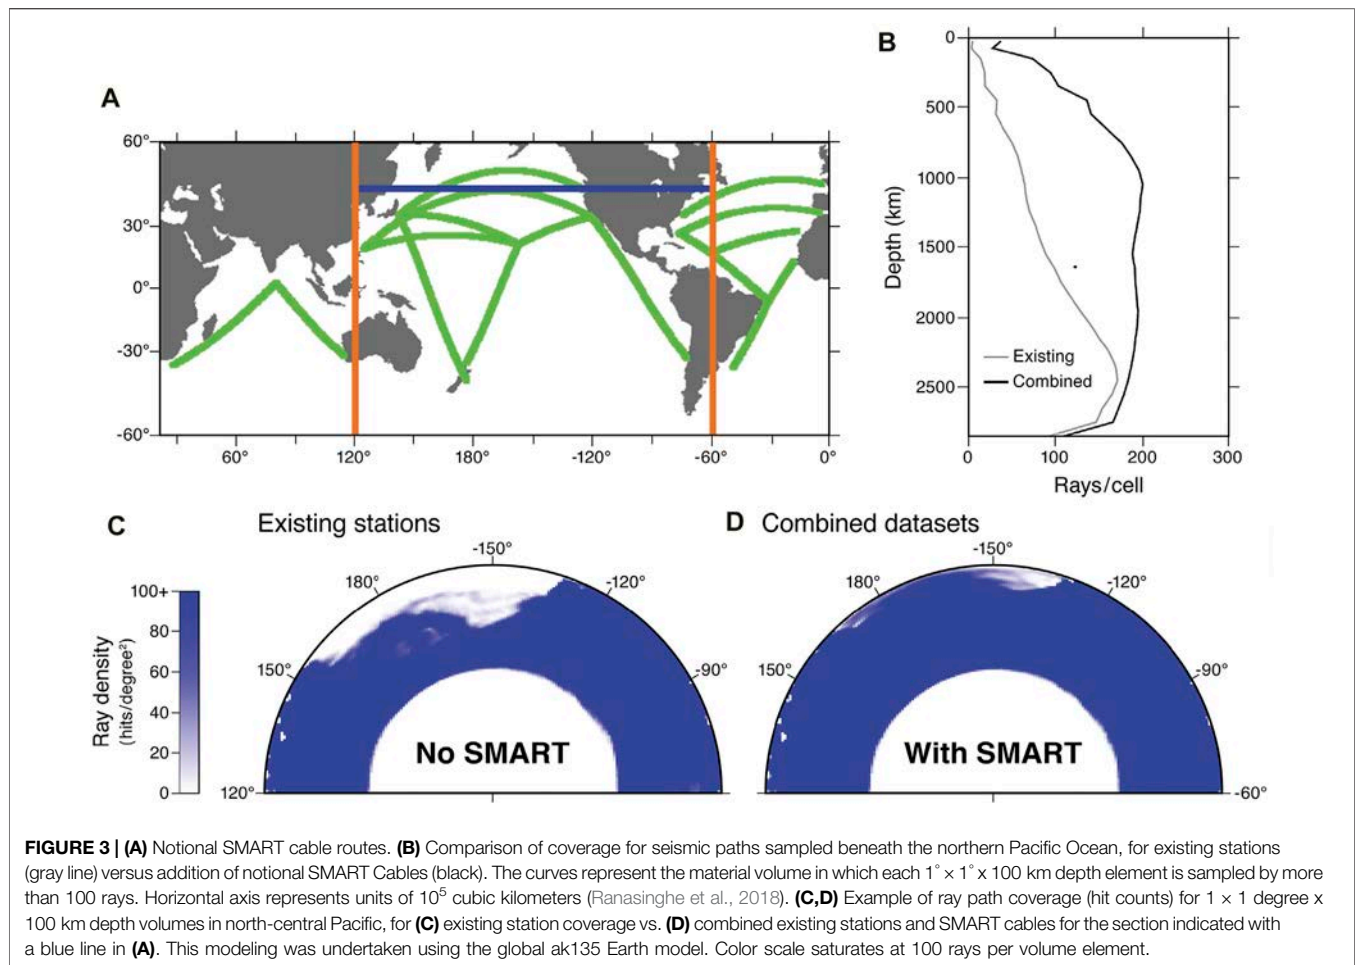 A
60°
30°
0°
-30°
-60°
60°
120°
180°
-120°
-60°
0°
B
0
500
1000
1500
2000
2500
Depth (km)
Existing
Combined
0
100
200
300
Rays/cell
C
Existing stations
100+
80
60
40
20
0
Ray density
(hits/degree²)
120°
150°
180°
-150°
-120°
-90°
No SMART
D
Combined datasets
150°
180°
-150°
-120°
-90°
-60°
With SMART
FIGURE 3 | (A) Notional SMART cable routes. (B) Comparison of coverage for seismic paths sampled beneath the northern Pacific Ocean, for existing stations
(gray line) versus addition of notional SMART Cables (black). The curves represent the material volume in which each 1° × 1° x 100 km depth element is sampled by more
than 100 rays. Horizontal axis represents units of 10⁵ cubic kilometers (Ranasinghe et al., 2018). (C,D) Example of ray path coverage (hit counts) for 1 × 1 degree x
100 km depth volumes in north-central Pacific, for (C) existing station coverage vs. (D) combined existing stations and SMART cables for the section indicated with
a blue line in (A). This modeling was undertaken using the global ak135 Earth model. Color scale saturates at 100 rays per volume element.